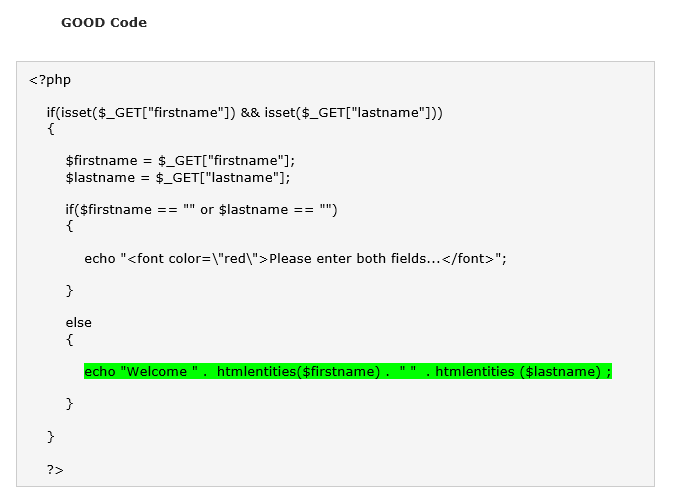 GOOD Code
<?php
if(isset($_GET["firstname"]) && isset($_GET["lastname"]))
{
$firstname = $_GET["firstname"];
$lastname = $_GET["lastname"];
if($firstname == "" or $lastname == "")
{
echo "<font color=\"red\">Please enter both fields...</font>";
}
else
{
echo "Welcome " .  htmlentities($firstname) .  " "  . htmlentities ($lastname) ;
}
}
?>